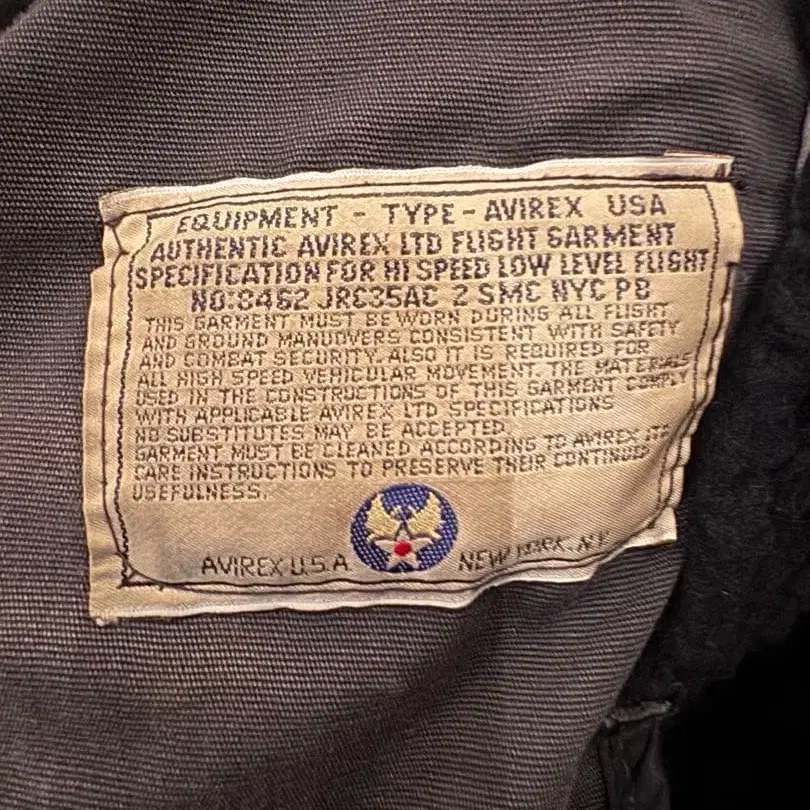 EQUIPMENT - TYPE - AVIREX USA
AUTHENTIC AVIREX LTD FLIGHT GARMENT
SPECIFICATION FOR HI SPEED LOW LEVEL FLIGHT
NO:8462 JRC35AC 2 SMC NYC PB
THIS GARMENT MUST BE WORN DURING ALL FLIGHT
AND GROUND MANUOVERS CONSISTENT WITH SAFETY
AND COMBAT SECURITY. ALSO IT IS REQUIRED FOR
ALL HIGH SPEED VEHICULAR MOVEMENT. THE MATERIALS
USED IN THE CONSTRUCTIONS OF THIS GARMENT COMPLY
WITH APPLICABLE AVIREX LTD SPECIFICATIONS
NO SUBSTITUTES MAY BE ACCEPTED.
GARMENT MUST BE CLEANED ACCORDING TO AVIREX LTD
CARE INSTRUCTIONS TO PRESERVE THEIR CONTINUED
USEFULNESS.
AVIREX U.S.A NEW YORK. N.Y